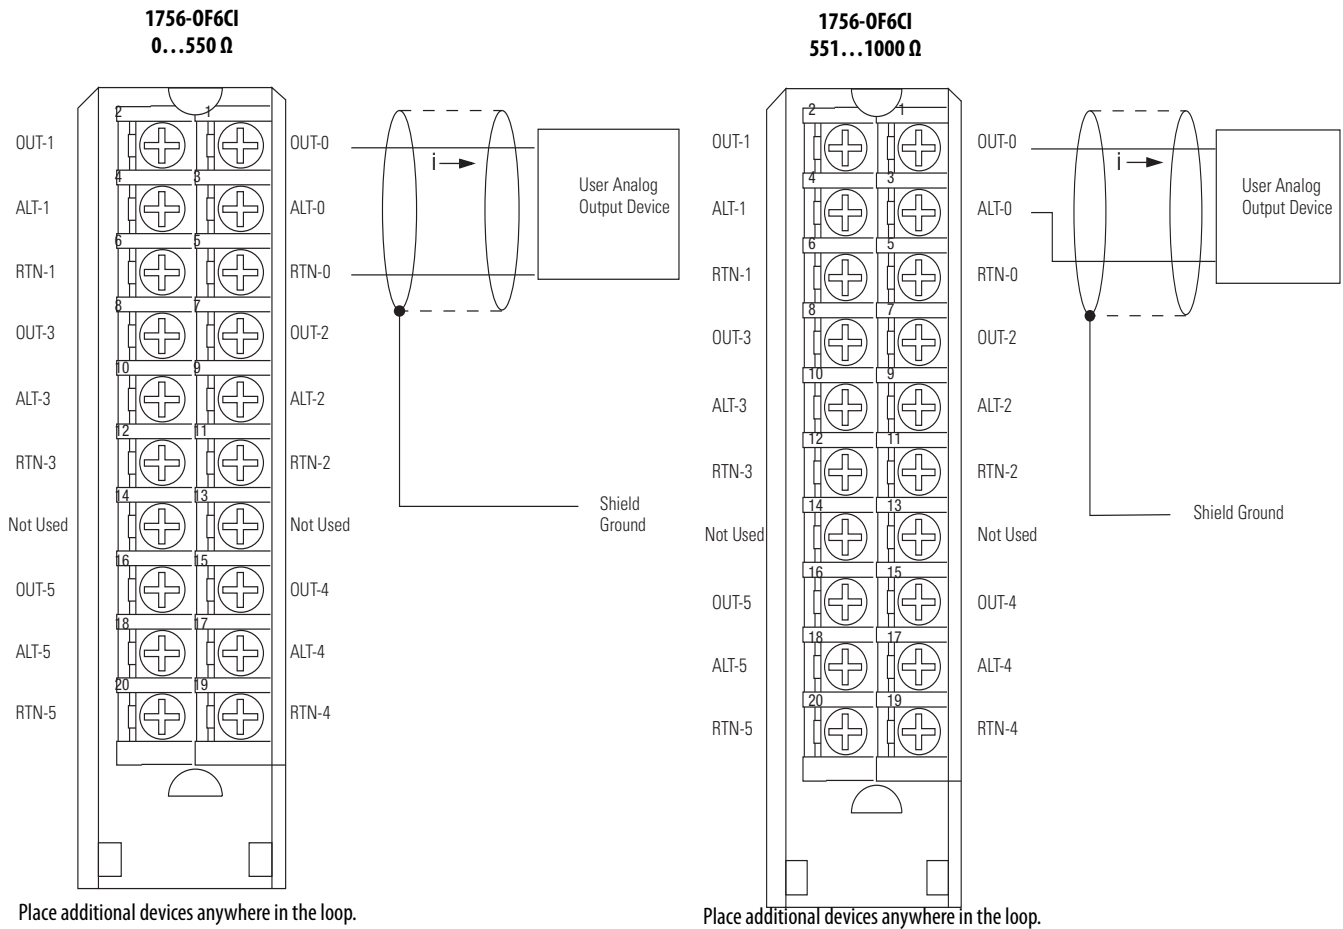 1756-OF6CI
0…550 Ω
2 1
OUT-1 OUT-0
4 3
ALT-1 ALT-0
6 5
RTN-1 RTN-0
8 7
OUT-3 OUT-2
10 9
ALT-3 ALT-2
12 11
RTN-3 RTN-2
14 13
Not Used Not Used
16 15
OUT-5 OUT-4
18 17
ALT-5 ALT-4
20 19
RTN-5 RTN-4
i
User Analog
Output Device
Shield
Ground
Place additional devices anywhere in the loop.
1756-OF6CI
551…1000 Ω
2 1
OUT-1 OUT-0
4 3
ALT-1 ALT-0
6 5
RTN-1 RTN-0
8 7
OUT-3 OUT-2
10 9
ALT-3 ALT-2
12 11
RTN-3 RTN-2
14 13
Not Used Not Used
16 15
OUT-5 OUT-4
18 17
ALT-5 ALT-4
20 19
RTN-5 RTN-4
i
User Analog
Output Device
Shield Ground
Place additional devices anywhere in the loop.